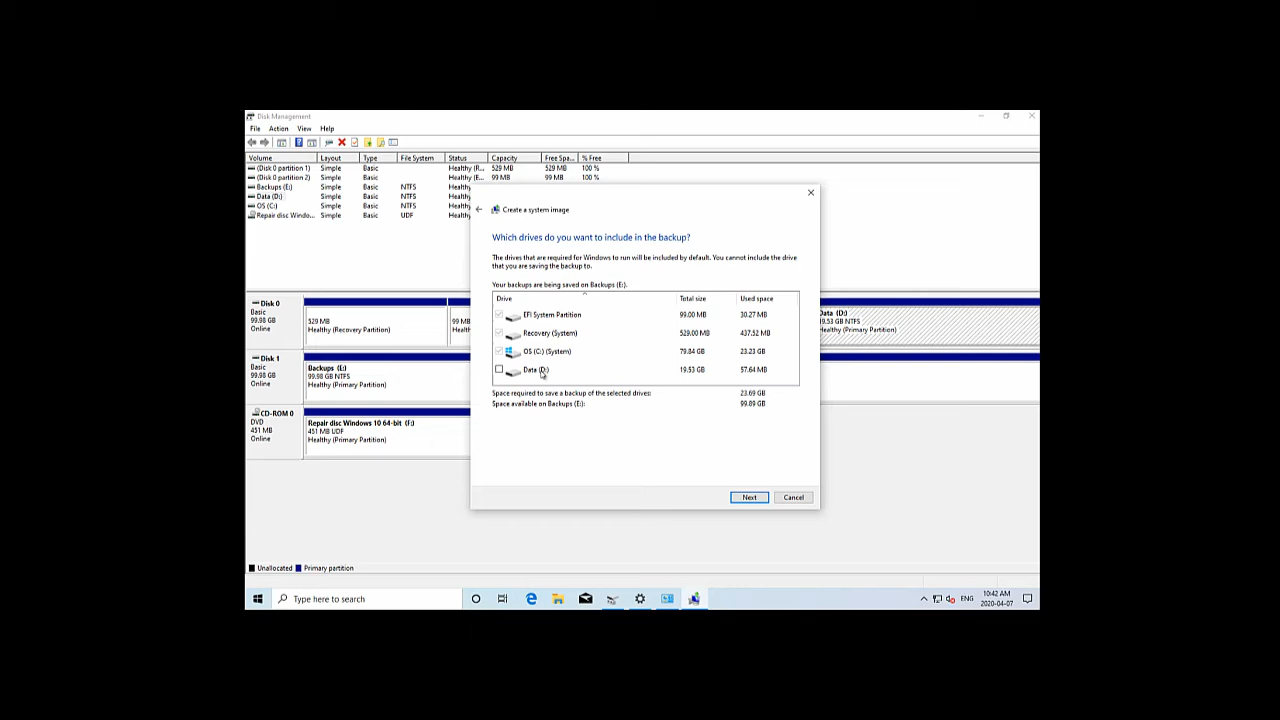 Disk Management
File Action View Help
Volume Layout Type File System Status Capacity Free Spa... % Free
(Disk 0 partition 1) Simple Basic Healthy (R... 529 MB 529 MB 100 %
(Disk 0 partition 2) Simple Basic Healthy (E... 99 MB 99 MB 100 %
Backups (E:) Simple Basic NTFS Healthy
Data (D:) Simple Basic NTFS Healthy
OS (C:) Simple Basic NTFS Healthy
Repair disc Windo... Simple Basic UDF Healthy
Create a system image
Which drives do you want to include in the backup?
The drives that are required for Windows to run will be included by default. You cannot include the drive
that you are saving the backup to.
Your backups are being saved on Backups (E:).
Drive Total size Used space
EFI System Partition 99.00 MB 30.27 MB
Recovery (System) 529.00 MB 437.52 MB
OS (C:) (System) 79.84 GB 23.23 GB
Data (D:) 19.53 GB 57.64 MB
Space required to save a backup of the selected drives: 23.69 GB
Space available on Backups (E:): 99.89 GB
Next Cancel
Disk 0
Basic
99.98 GB
Online
529 MB
Healthy (Recovery Partition)
99 MB
Healthy
Data (D:)
19.53 GB NTFS
Healthy (Primary Partition)
Disk 1
Basic
99.98 GB
Online
Backups (E:)
99.98 GB NTFS
Healthy (Primary Partition)
CD-ROM 0
DVD
451 MB
Online
Repair disc Windows 10 64-bit (F:)
451 MB UDF
Healthy (Primary Partition)
Unallocated Primary partition
Type here to search
ENG
10:42 AM
2020-04-07